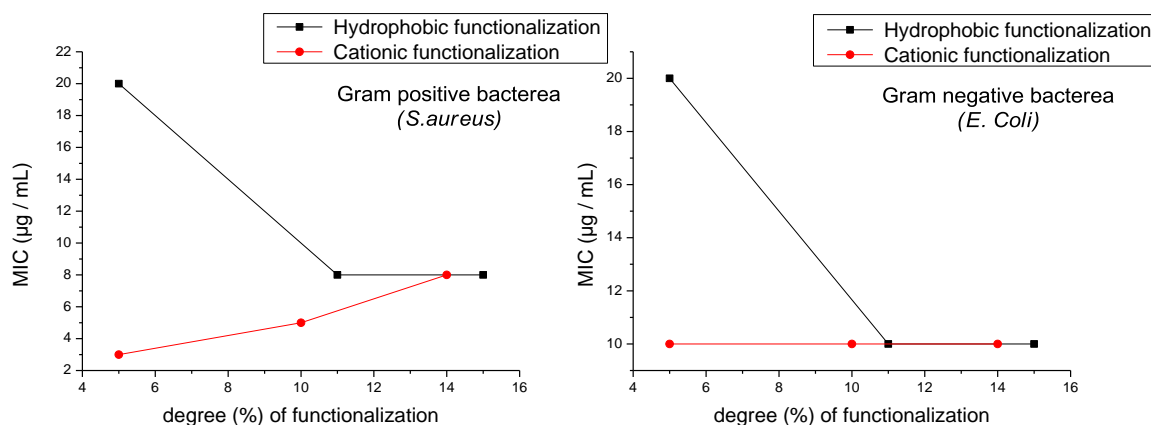 Hydrophobic functionalization
Cationic functionalization
Gram positive bacterea
(S.aureus)
MIC (µg / mL)
22
20
18
16
14
12
10
8
6
4
2
4
6
8
10
12
14
16
degree (%) of functionalization
Hydrophobic functionalization
Cationic functionalization
Gram negative bacterea
(E. Coli)
MIC (µg / mL)
20
18
16
14
12
10
4
6
8
10
12
14
16
degree (%) of functionalization